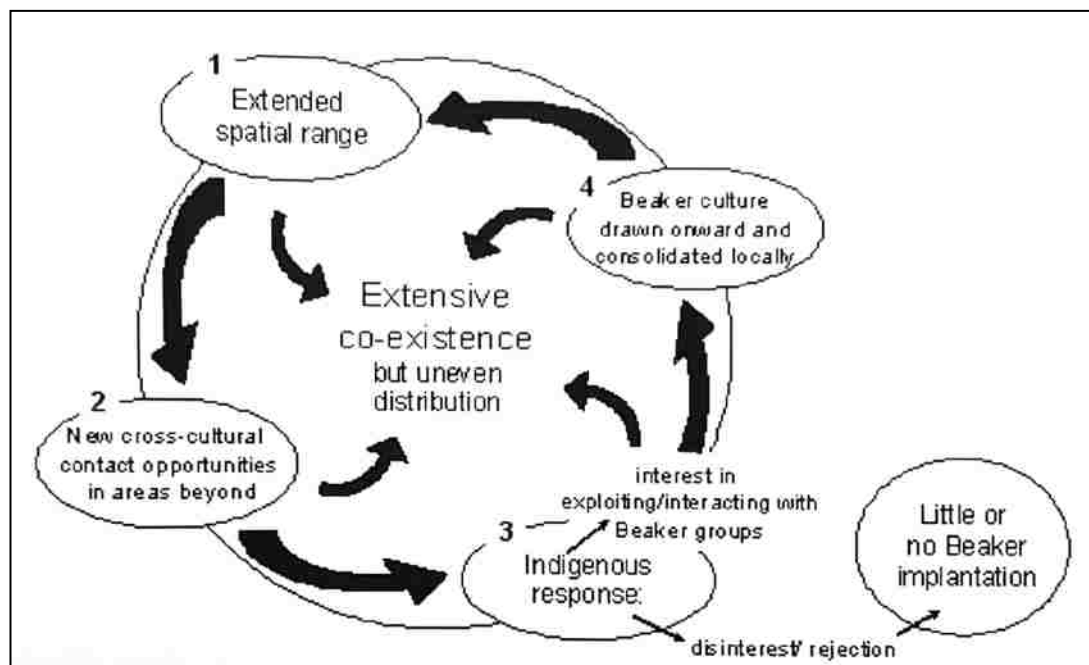 1
Extended
spatial range
4
Beaker culture
drawn onward and
consolidated locally
Extensive
co-existence
but uneven
distribution
2
New cross-cultural
contact opportunities
in areas beyond
interest in
exploiting/interacting with
Beaker groups
3
Indigenous
response:
disinterest/ rejection
Little or
no Beaker
implantation